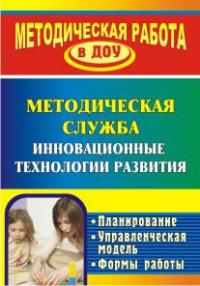 МЕТОДИЧЕСКАЯ РАБОТА
В ДОУ
МЕТОДИЧЕСКАЯ
СЛУЖБА
ИННОВАЦИОННЫЕ
ТЕХНОЛОГИИ РАЗВИТИЯ
• Планирование
• Управленческая
модель
• Формы работы